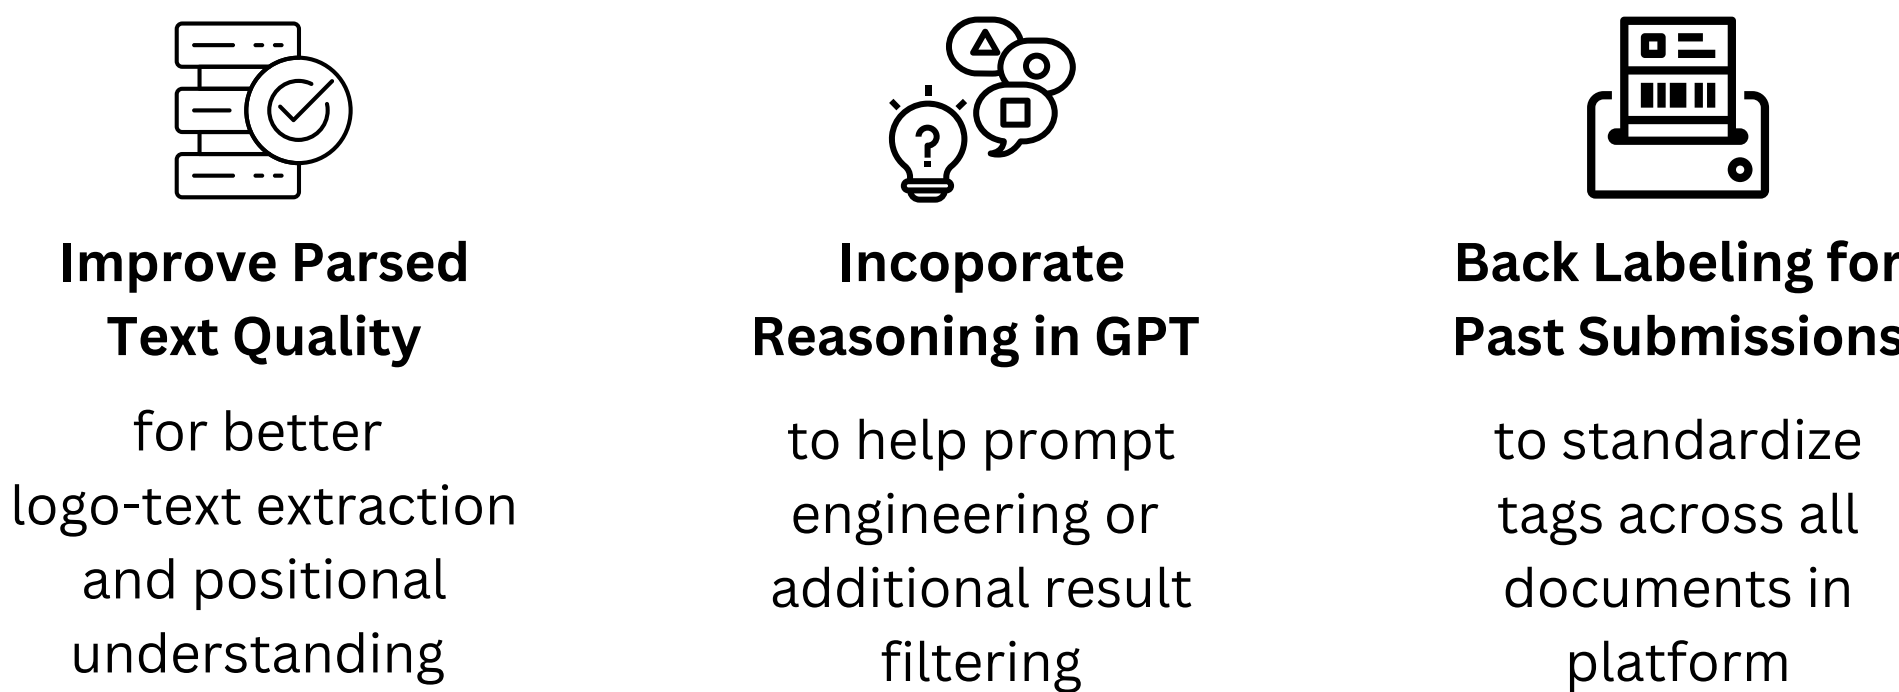 Improve Parsed
Text Quality
for better
logo-text extraction
and positional
understanding
Incoporate
Reasoning in GPT
to help prompt
engineering or
additional result
filtering
Back Labeling for
Past Submissions
to standardize
tags across all
documents in
platform